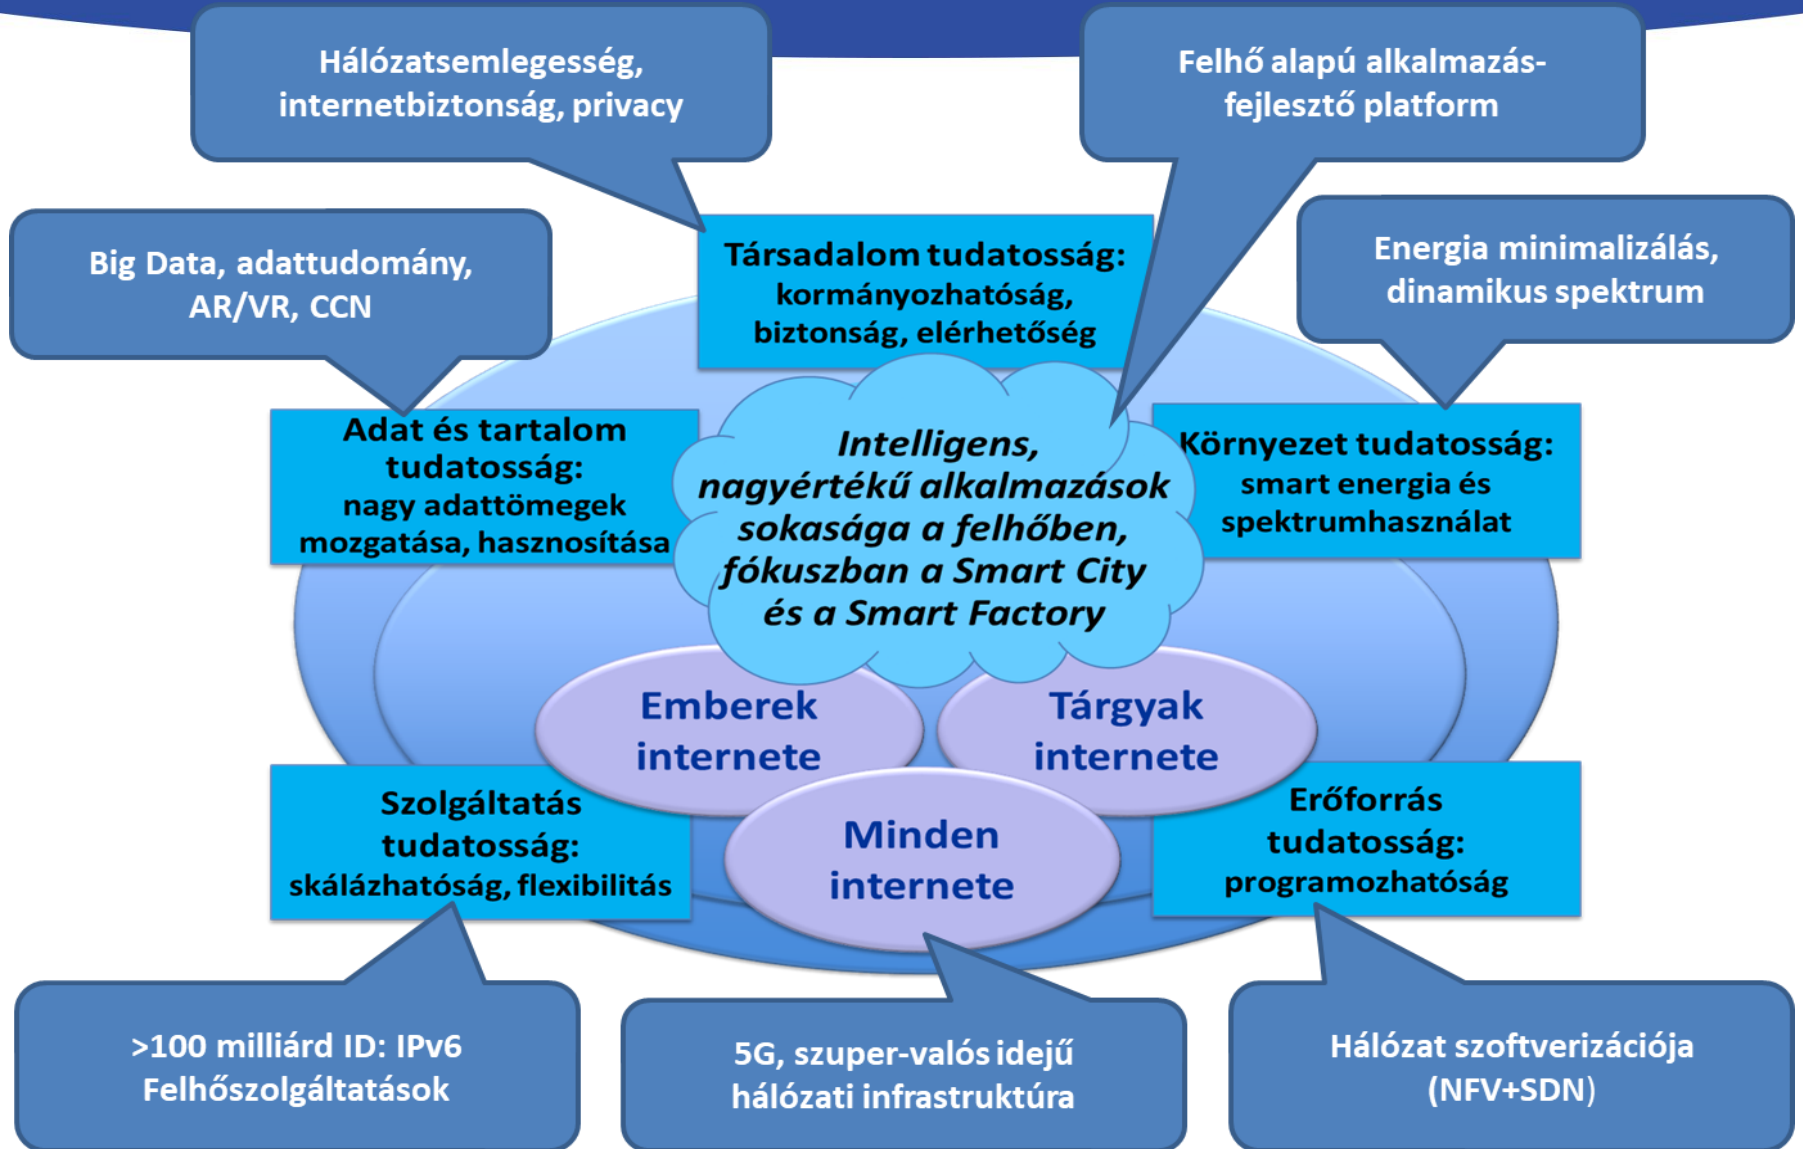 Hálózatsemlegesség,
internetbiztonság, privacy
Felhő alapú alkalmazás-
fejlesztő platform
Big Data, adattudomány,
AR/VR, CCN
Társadalom tudatosság:
kormányozhatóság,
biztonság, elérhetőség
Energia minimalizálás,
dinamikus spektrum
Adat és tartalom
tudatosság:
nagy adattömegek
mozgatása, hasznosítása
Intelligens,
nagyértékű alkalmazások
sokasága a felhőben,
fókuszban a Smart City
és a Smart Factory
Környezet tudatosság:
smart energia és
spektrumhasználat
Emberek
internete
Tárgyak
internete
Minden
internete
Szolgáltatás
tudatosság:
skálázhatóság, flexibilitás
Erőforrás
tudatosság:
programozhatóság
>100 milliárd ID: IPv6
Felhőszolgáltatások
5G, szuper-valós idejű
hálózati infrastruktúra
Hálózat szoftverizációja
(NFV+SDN)